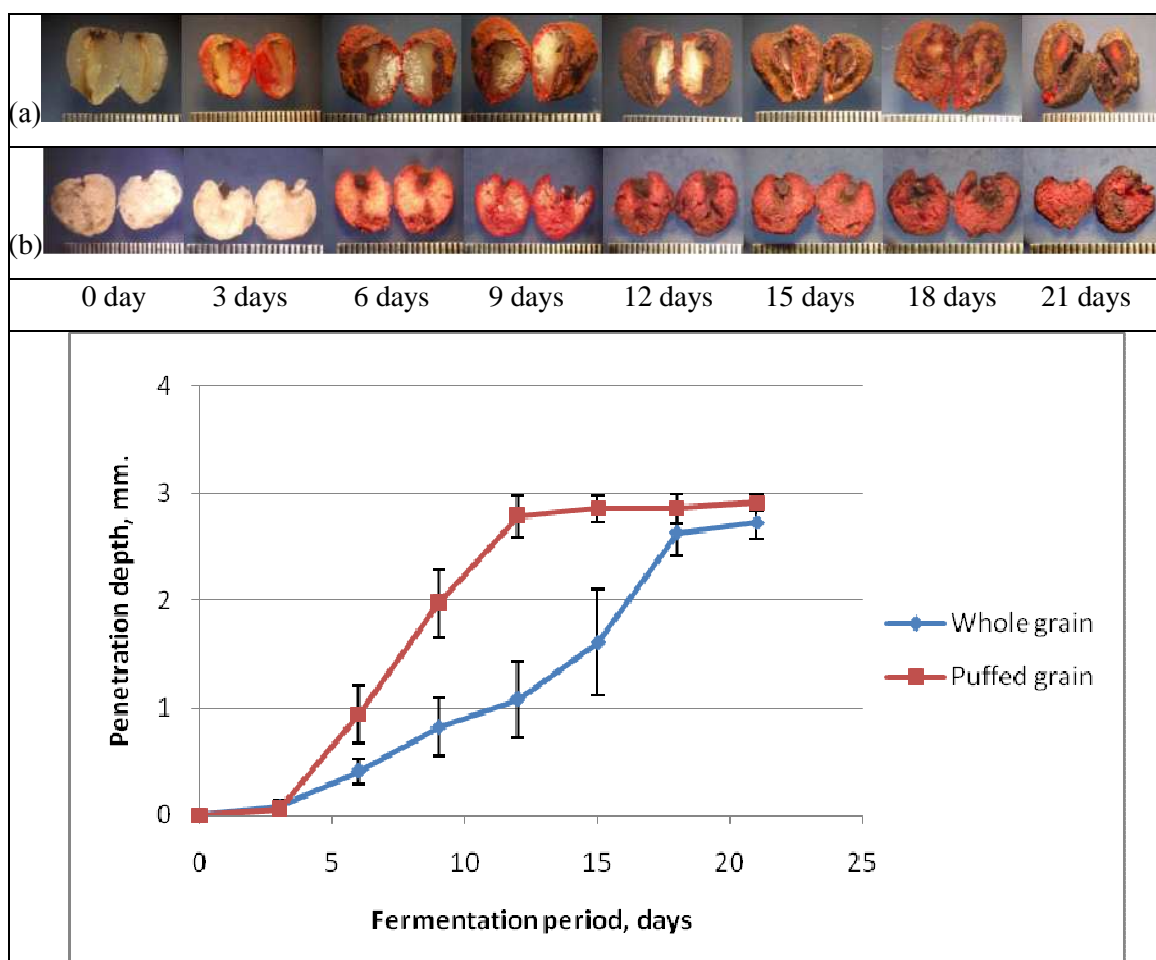 (a)
(b)
0 day 3 days 6 days 9 days 12 days 15 days 18 days 21 days
4
3
2
1
0
Penetration depth, mm.
0 5 10 15 20 25
Fermentation period, days
Whole grain
Puffed grain